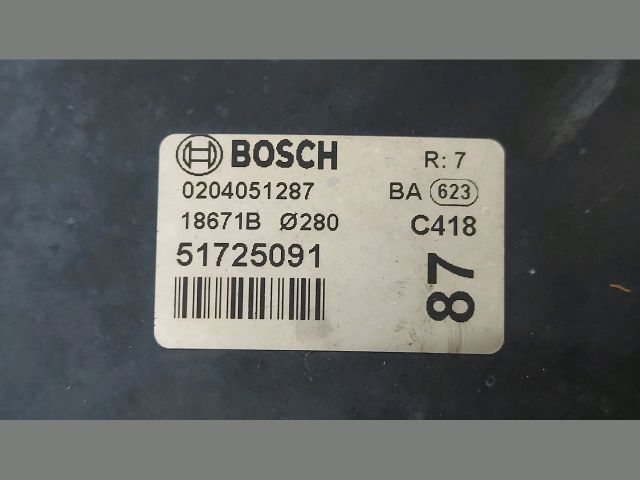 BOSCH R: 7
0204051287 BA 623
18671B Ø280 C418
51725091
87